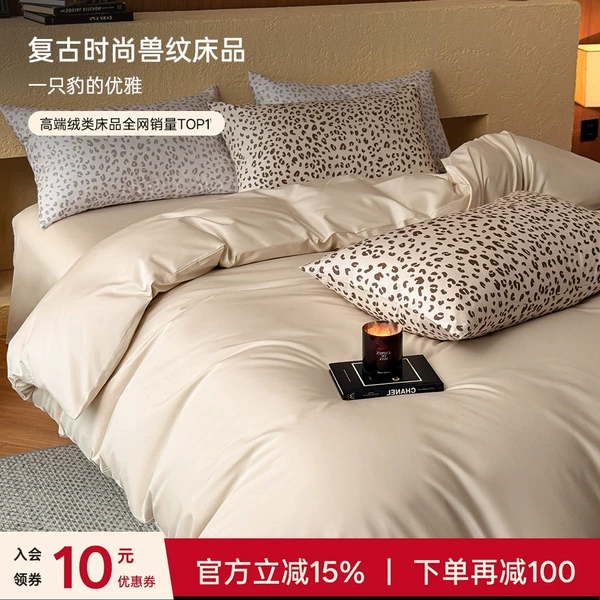 复古时尚兽纹床品
一只豹的优雅
高端绒类床品全网销量TOP1
CHANEL
入会
领券
10元
优惠券
官方立减15% | 下单再减100